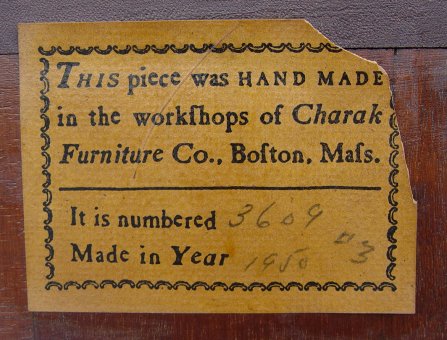 THIS piece was HAND MADE
in the workſhops of Charak
Furniture Co., Boſton, Maſs.
It is numbered 3609
Made in Year 1950 #3